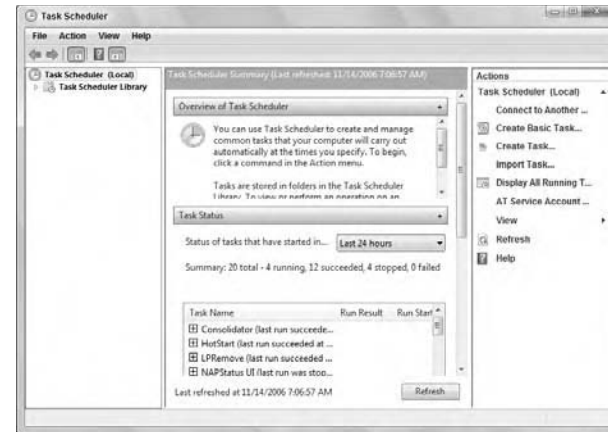 Task Scheduler
File Action View Help
Task Scheduler (Local)
Task Scheduler Library
Task Scheduler Summary (Last refreshed: 11/14/2006 7:06:57 AM)
Overview of Task Scheduler
You can use Task Scheduler to create and manage
common tasks that your computer will carry out
automatically at the times you specify. To begin,
click a command in the Action menu.
Tasks are stored in folders in the Task Scheduler
Library. To view or perform an operation on an
Task Status
Status of tasks that have started in... Last 24 hours
Summary: 20 total - 4 running, 12 succeeded, 4 stopped, 0 failed
Task Name Run Result Run Start
Consolidator (last run succeede...
HotStart (last run succeeded at ...
LPRemove (last run succeeded ...
NAPStatus UI (last run was stop...
Last refreshed at 11/14/2006 7:06:57 AM Refresh
Actions
Task Scheduler (Local)
Connect to Another ...
Create Basic Task...
Create Task...
Import Task...
Display All Running T...
AT Service Account ...
View
Refresh
Help